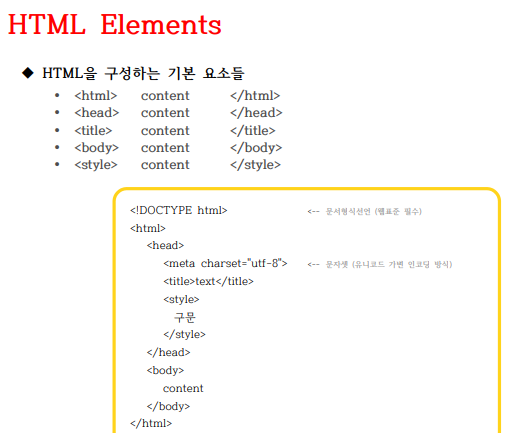 HTML Elements
◆ HTML을 구성하는 기본 요소들
• <html> content </html>
• <head> content </head>
• <title> content </title>
• <body> content </body>
• <style> content </style>
<!DOCTYPE html> <-- 문서형식선언 (웹표준 필수)
<html>
<head>
<meta charset="utf-8"> <-- 문자셋 (유니코드 가변 인코딩 방식)
<title>text</title>
<style>
구문
</style>
</head>
<body>
content
</body>
</html>